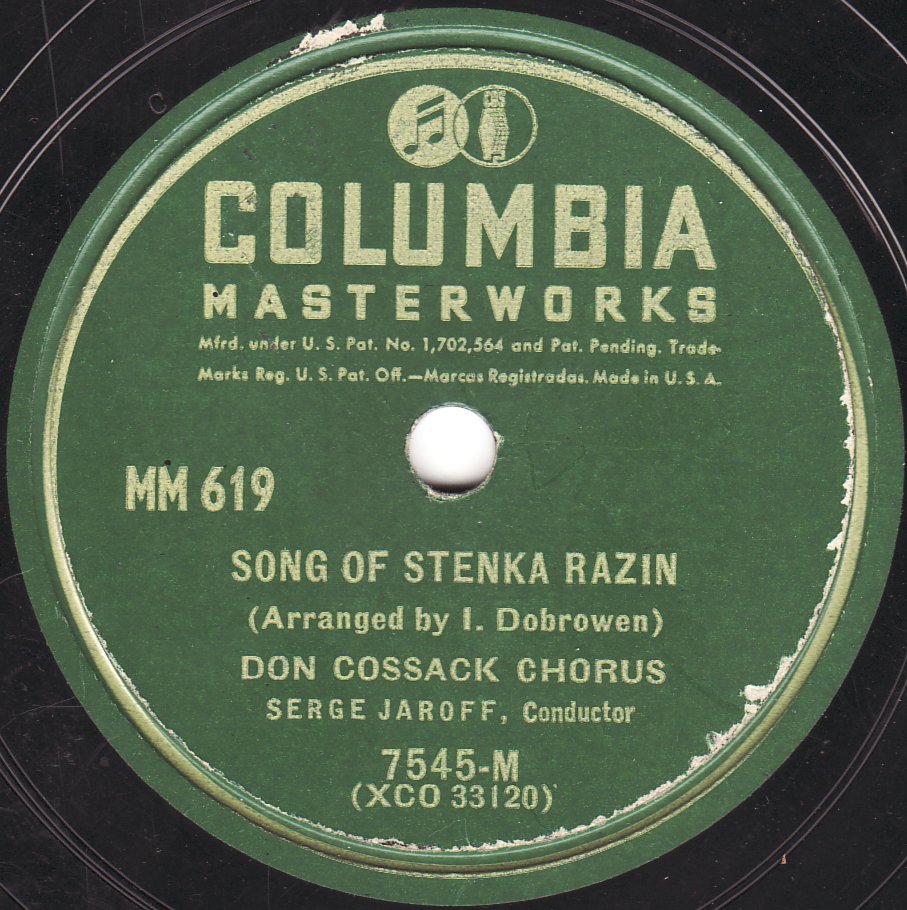 COLUMBIA
MASTERWORKS
Mfrd. under U. S. Pat. No. 1,702,564 and Pat. Pending. Trade-
Marks Reg. U. S. Pat. Off.—Marcas Registradas. Made in U. S. A.
MM 619
SONG OF STENKA RAZIN
(Arranged by I. Dobrowen)
DON COSSACK CHORUS
SERGE JAROFF, Conductor
7545-M
(XCO 33120)